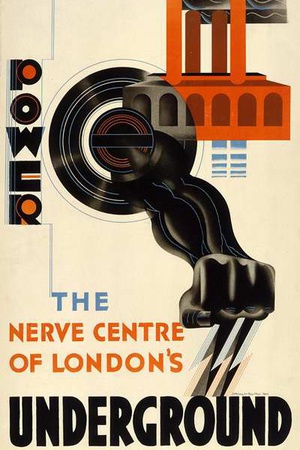 POWER
THE
NERVE CENTRE
OF LONDON'S
UNDERGROUND